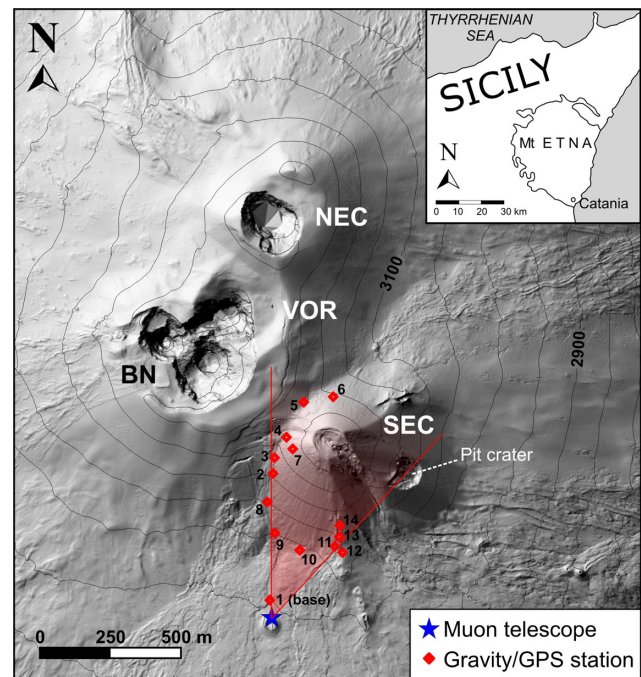 N
THYRRHENIAN
SEA
SICILY
Mt ETNA
N
Catania
0 10 20 30 km
NEC
3100
VOR
2900
BN
6
5
SEC
4
3
7
Pit crater
2
8
14
9
13
11
10
12
1 (base)
0 250 500 m
Muon telescope
Gravity/GPS station